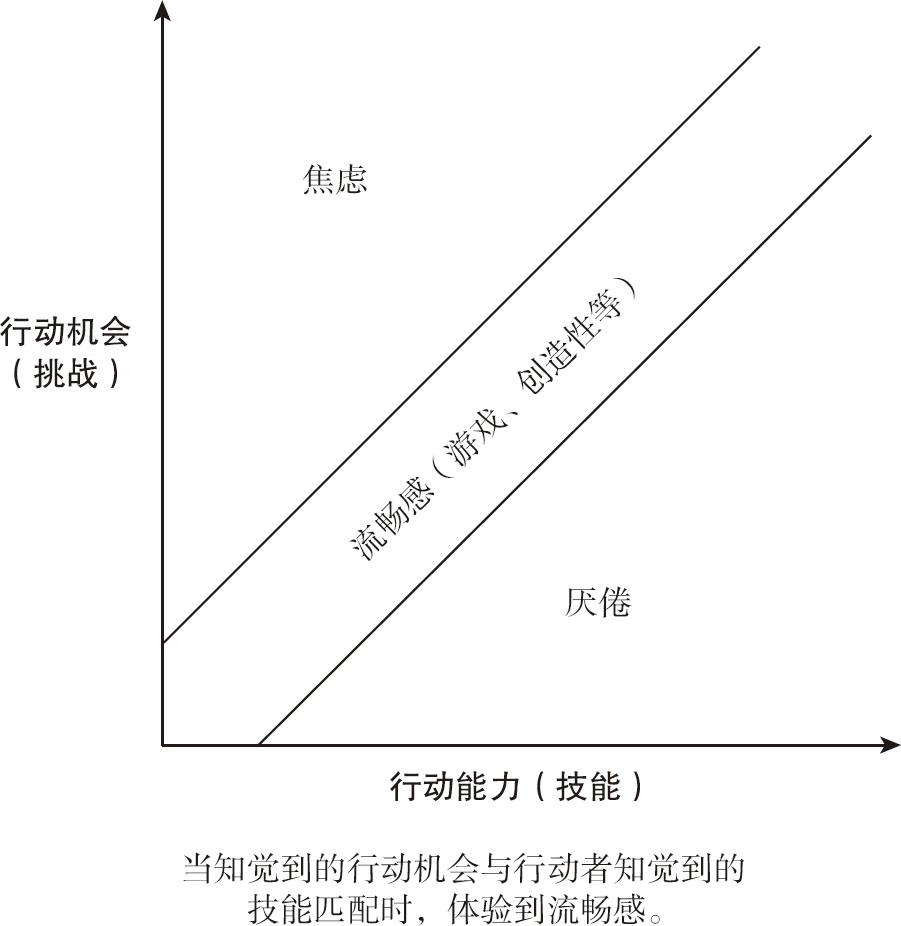 焦虑
行动机会
（挑战）
流畅感（游戏、创造性等）
厌倦
行动能力（技能）
当知觉到的行动机会与行动者知觉到的
技能匹配时，体验到流畅感。